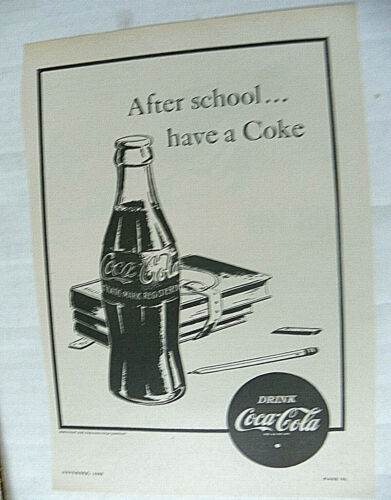 After school...
have a Coke
Coca-Cola
TRADE-MARK REGISTERED
DRINK
Coca-Cola